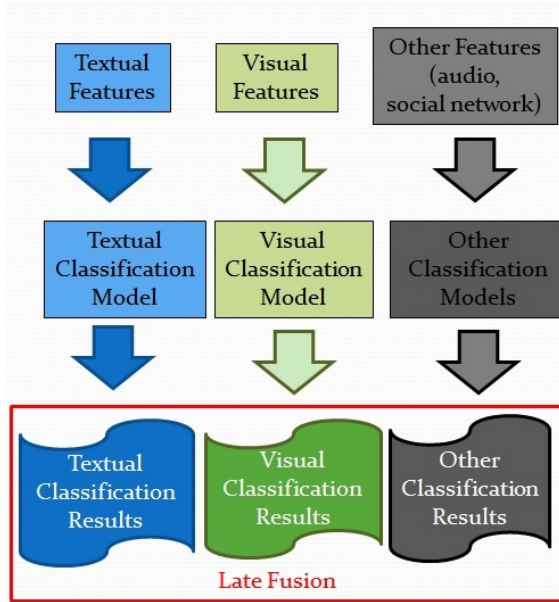 Textual
Features
Visual
Features
Other Features
(audio,
social network)
Textual
Classification
Model
Visual
Classification
Model
Other
Classification
Models
Textual
Classification
Results
Visual
Classification
Results
Other
Classification
Results
Late Fusion